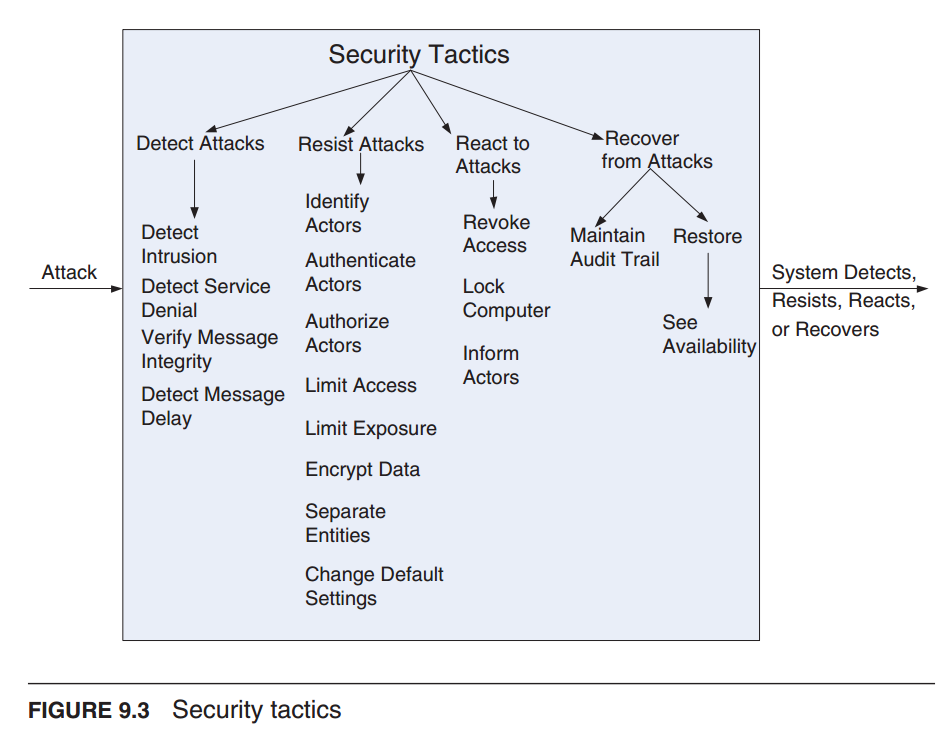 Security Tactics
Detect Attacks
Detect
Intrusion
Detect Service
Denial
Verify Message
Integrity
Detect Message
Delay
Resist Attacks
Identify
Actors
Authenticate
Actors
Authorize
Actors
Limit Access
Limit Exposure
Encrypt Data
Separate
Entities
Change Default
Settings
React to
Attacks
Revoke
Access
Lock
Computer
Inform
Actors
Recover
from Attacks
Maintain
Audit Trail
Restore
See
Availability
Attack
System Detects,
Resists, Reacts,
or Recovers
FIGURE 9.3 Security tactics